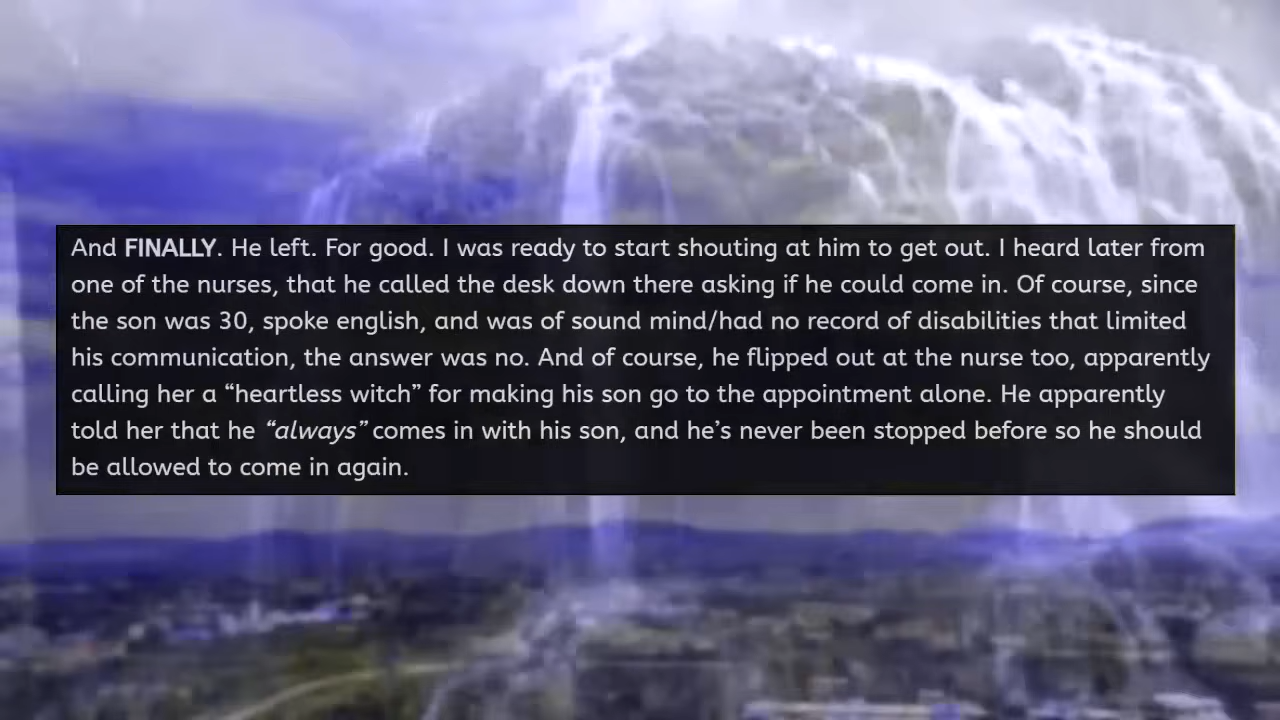 And FINALLY. He left. For good. I was ready to start shouting at him to get out. I heard later from
one of the nurses, that he called the desk down there asking if he could come in. Of course, since
the son was 30, spoke english, and was of sound mind/had no record of disabilities that limited
his communication, the answer was no. And of course, he flipped out at the nurse too, apparently
calling her a “heartless witch” for making his son go to the appointment alone. He apparently
told her that he “always” comes in with his son, and he’s never been stopped before so he should
be allowed to come in again.